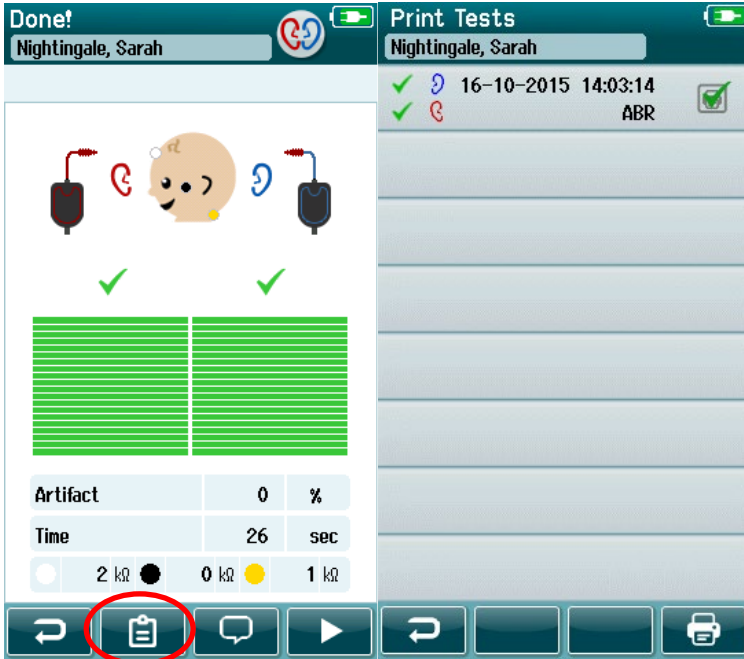 Done!
Nightingale, Sarah
Artifact 0 %
Time 26 sec
2 kΩ 0 kΩ 1 kΩ
Print Tests
Nightingale, Sarah
16-10-2015 14:03:14
ABR